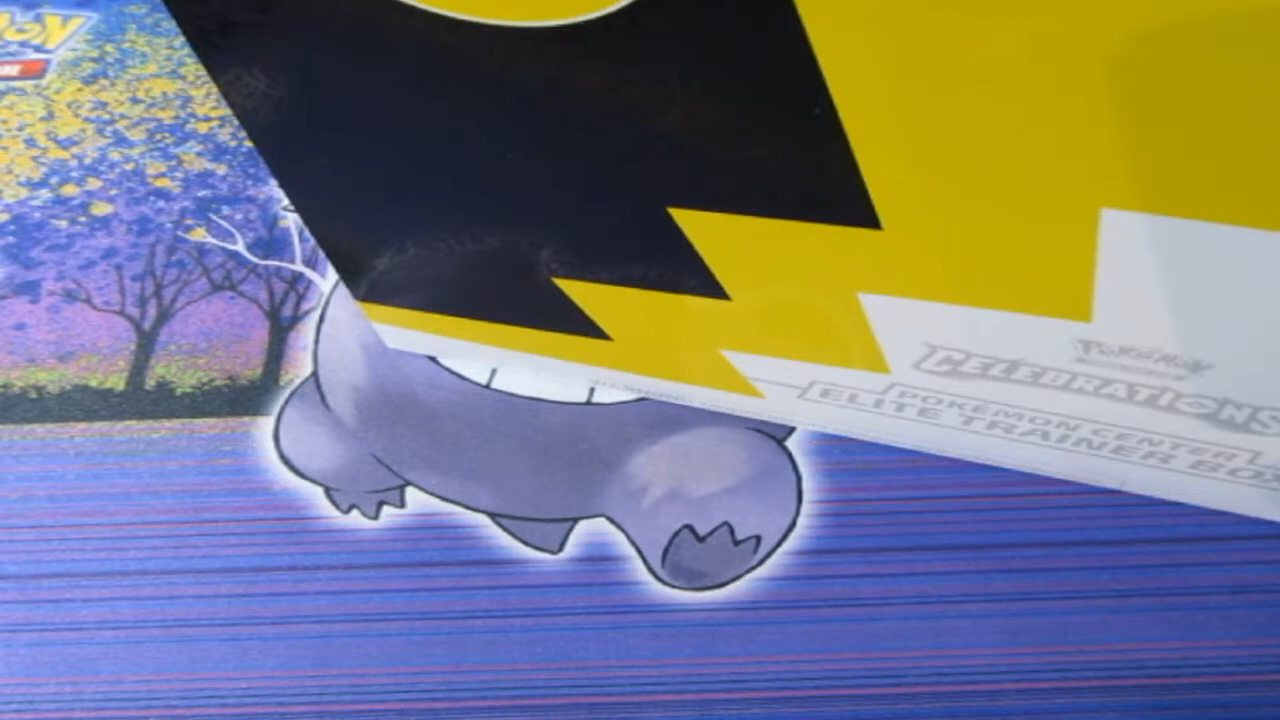 POKÉMON
CELEBRATIONS
POKÉMON CENTER
ELITE TRAINER BOX